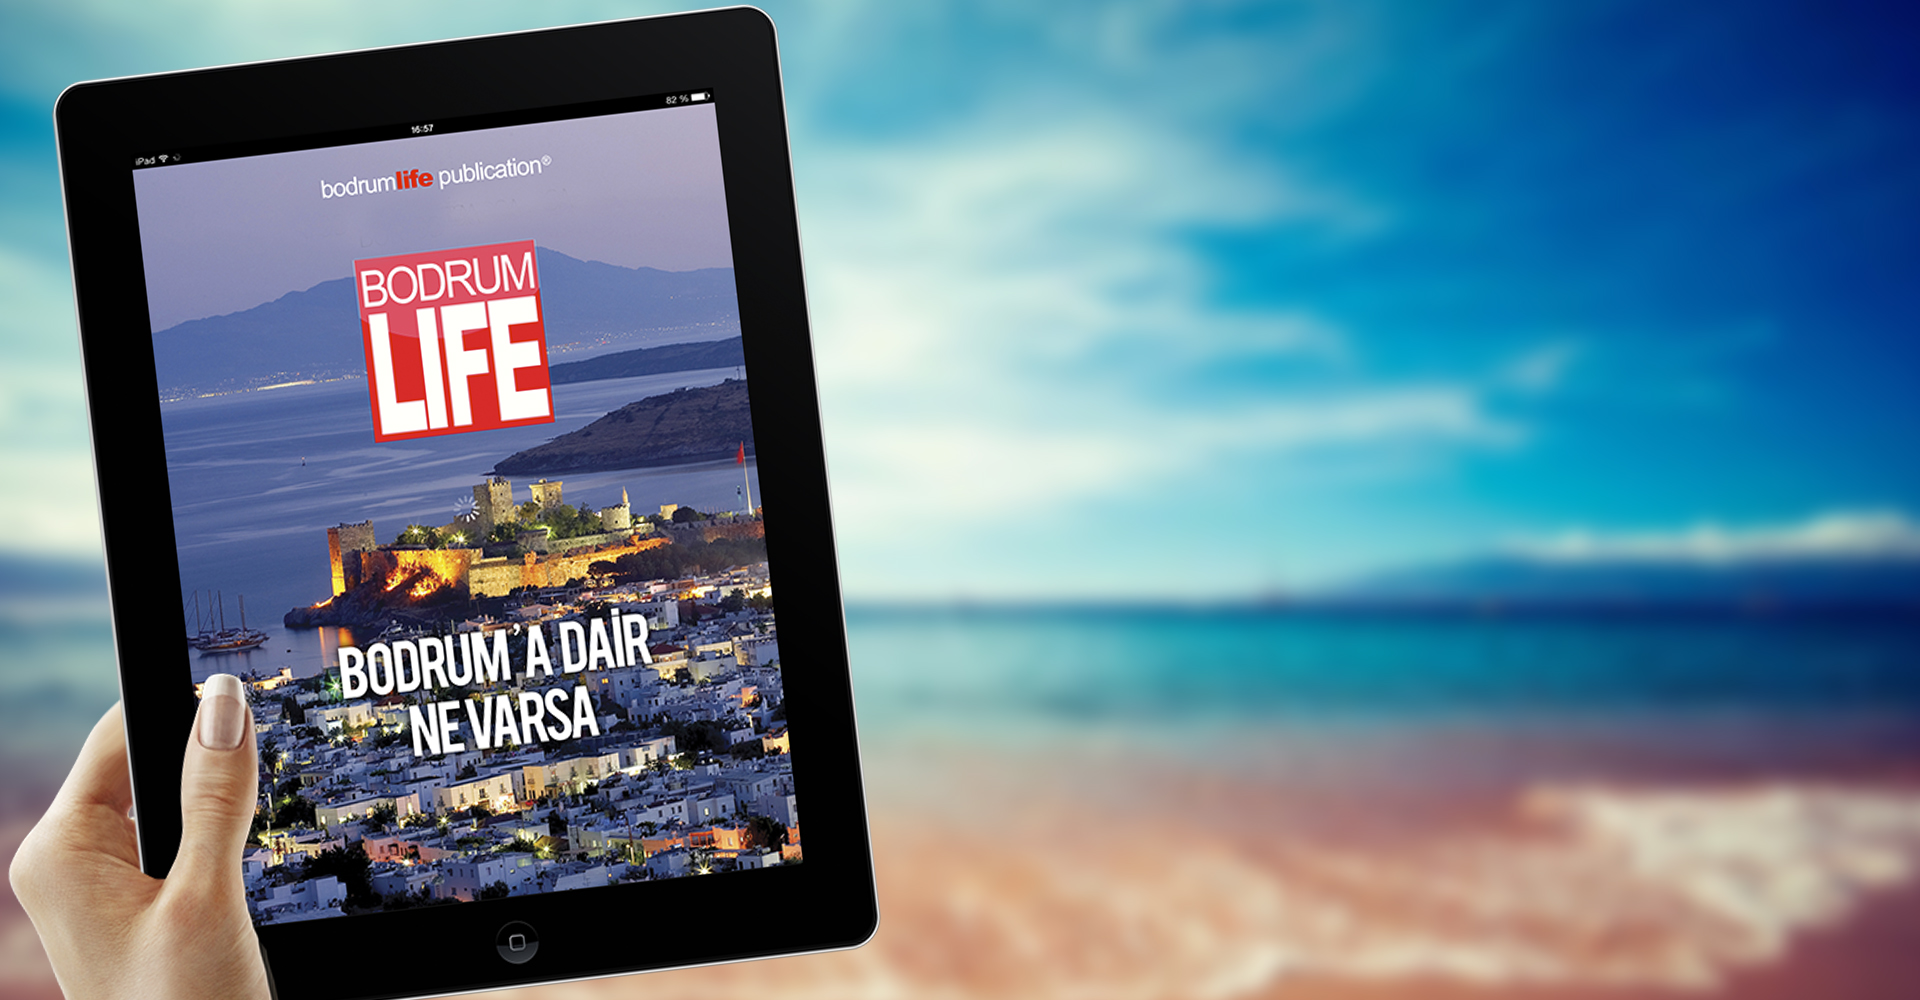 iPad
16:57
82 %
bodrumlife publication®
BODRUM
LIFE
BODRUM'A DAİR
NE VARSA